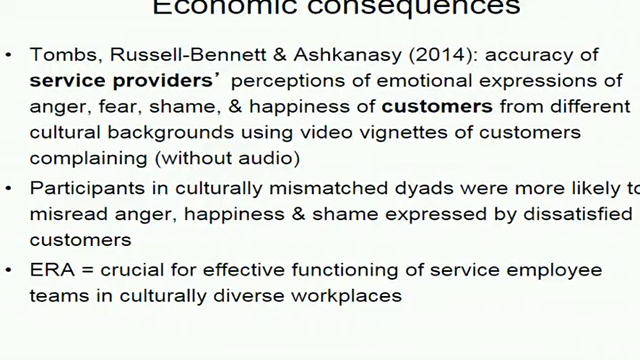 Economic consequences
• Tombs, Russell-Bennett & Ashkanasy (2014): accuracy of
service providers' perceptions of emotional expressions of
anger, fear, shame, & happiness of customers from different
cultural backgrounds using video vignettes of customers
complaining (without audio)
• Participants in culturally mismatched dyads were more likely to
misread anger, happiness & shame expressed by dissatisfied
customers
• ERA = crucial for effective functioning of service employee
teams in culturally diverse workplaces